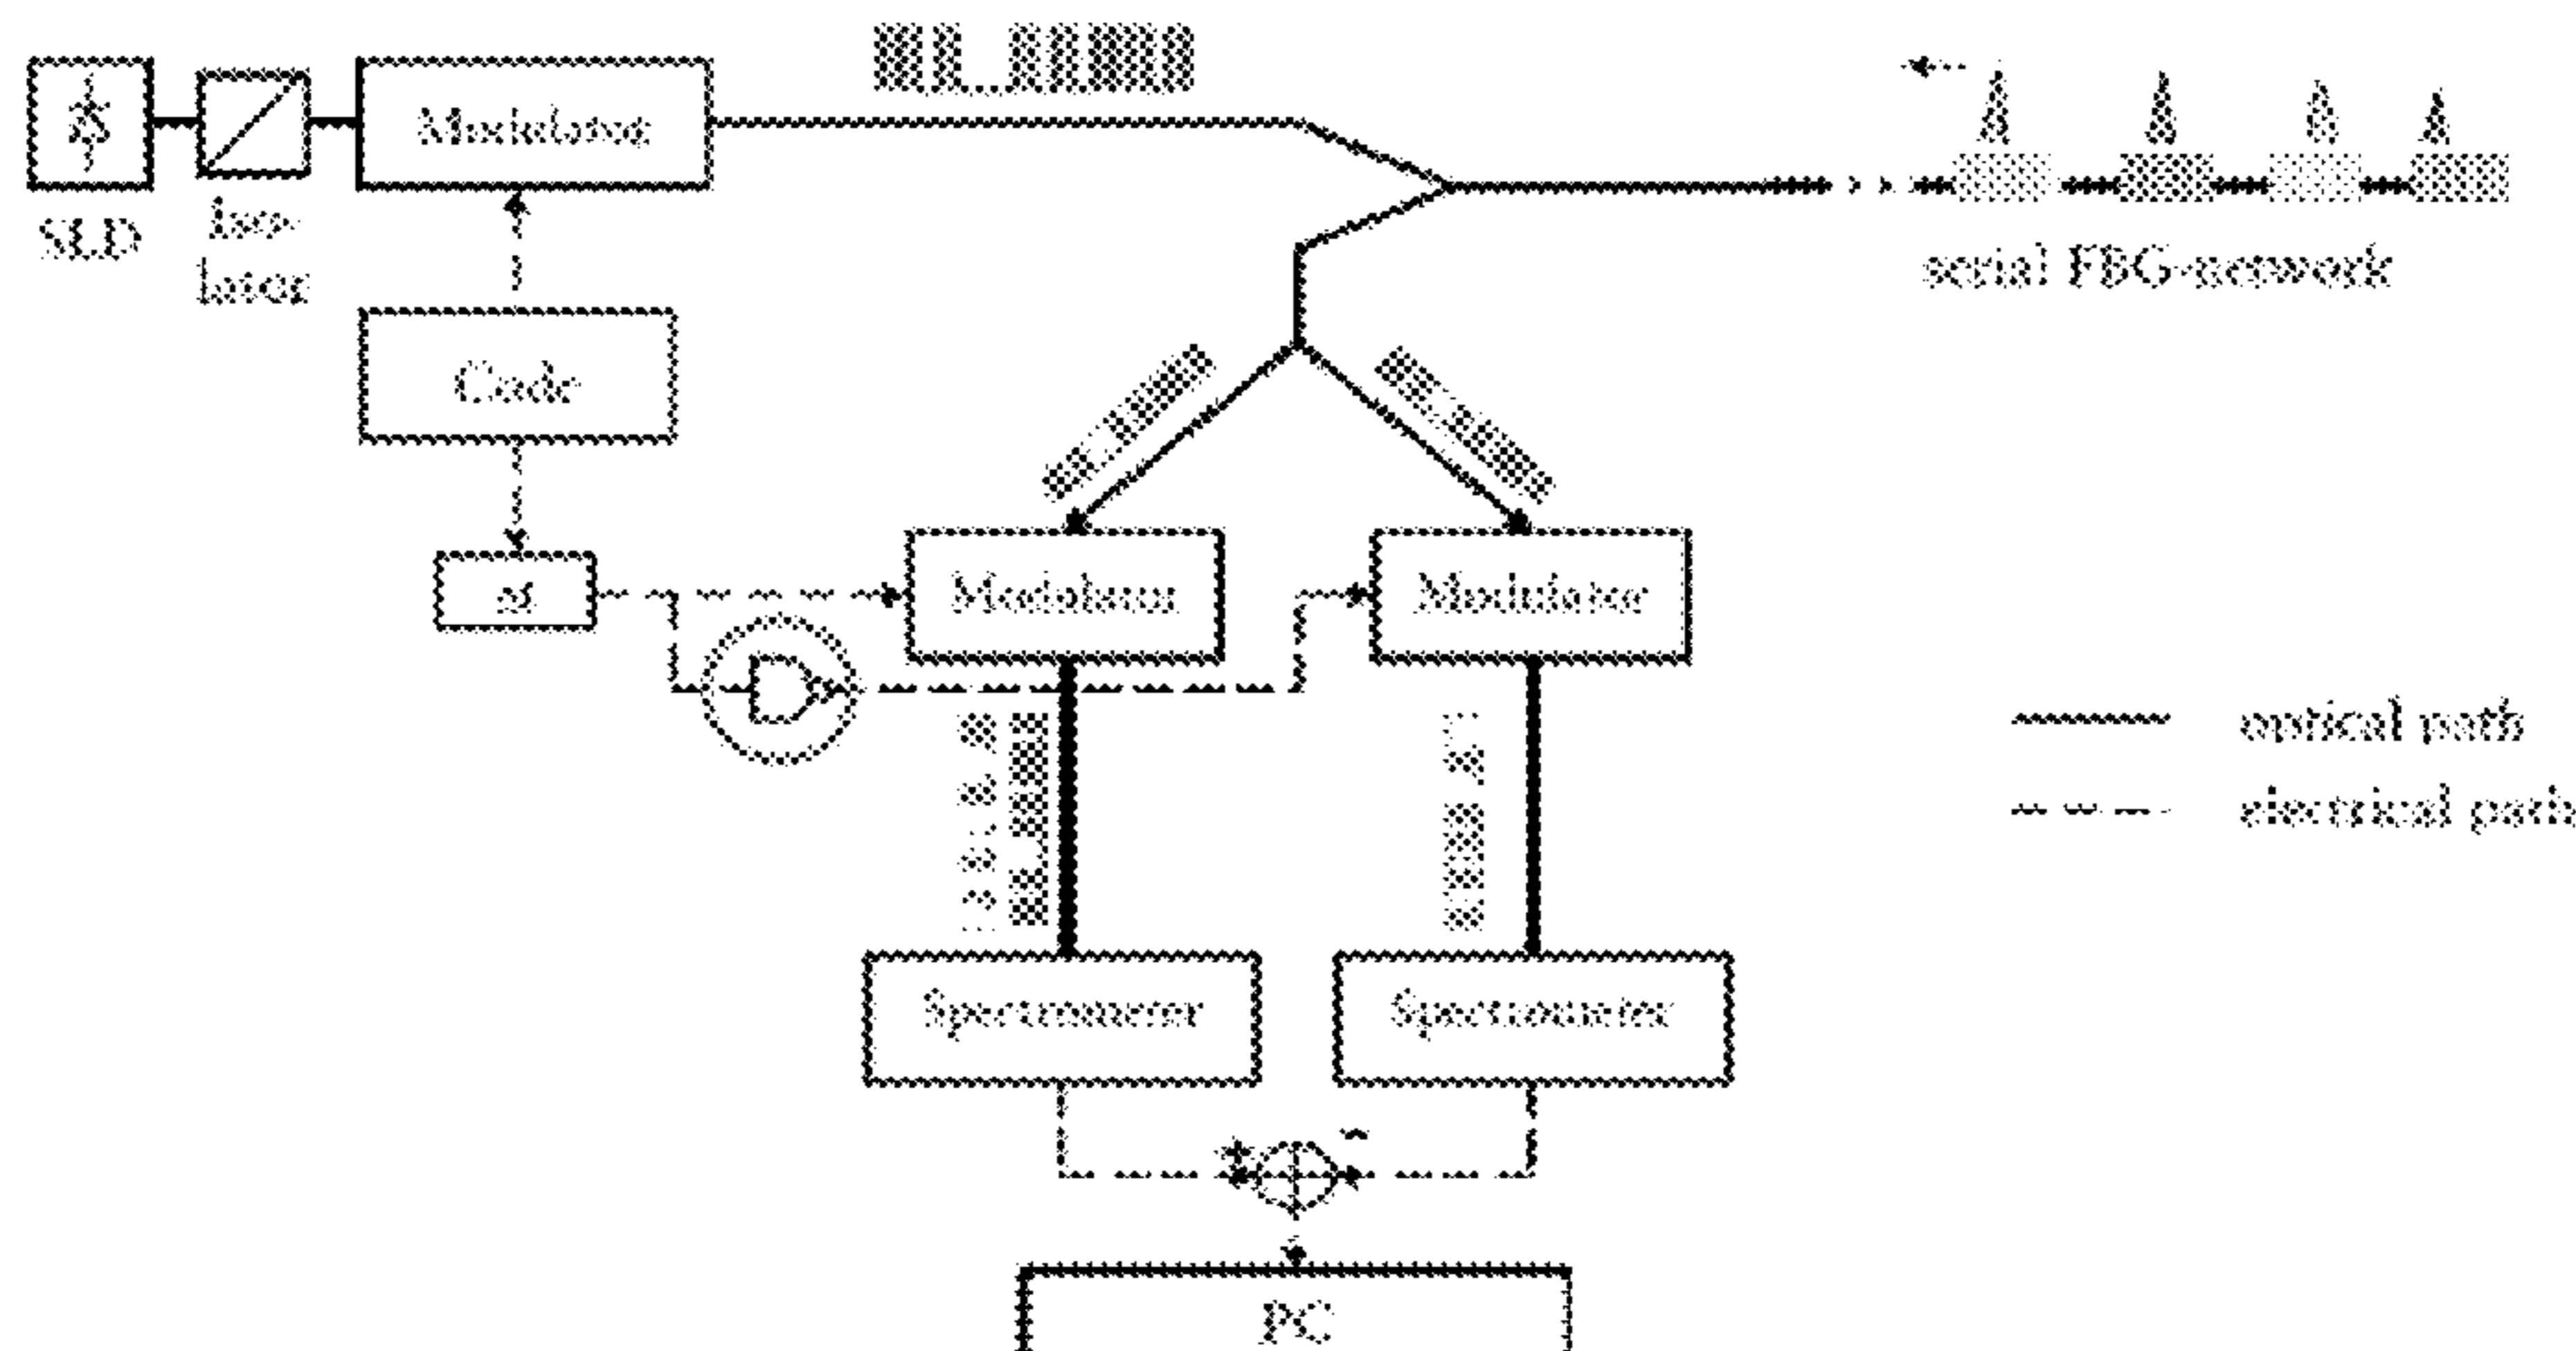 Modulator
SLD
Iso-
lator
serial FBG-network
Code
Modulator
Modulator
optical path
electrical path
Spectrometer
Spectrometer
+
-
PC